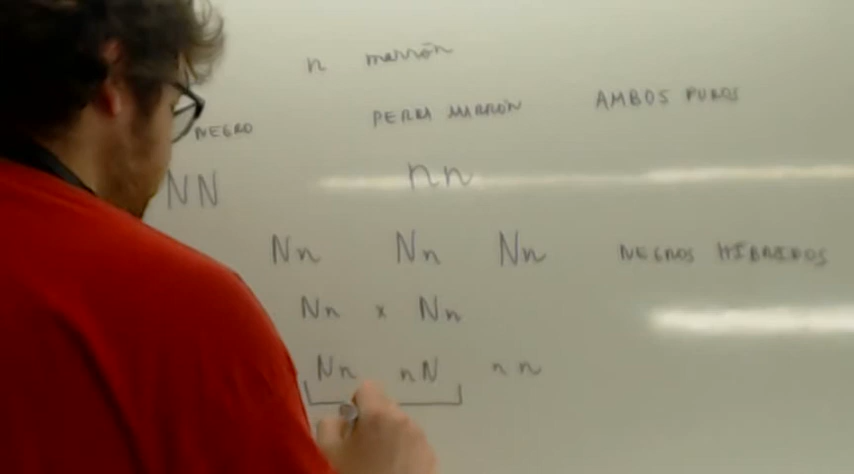 n marrón
NEGRO PERRA MARRÓN AMBOS PUROS
NN nn
Nn Nn Nn NEGROS HÍBRIDOS
Nn x Nn
Nn nN nn